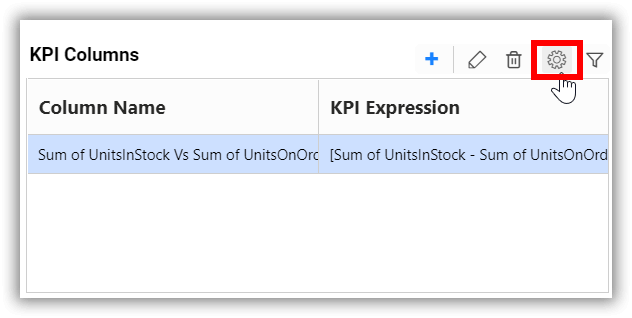 KPI Columns
Column Name KPI Expression
Sum of UnitsInStock Vs Sum of UnitsOnOrd [Sum of UnitsInStock - Sum of UnitsOnOrd